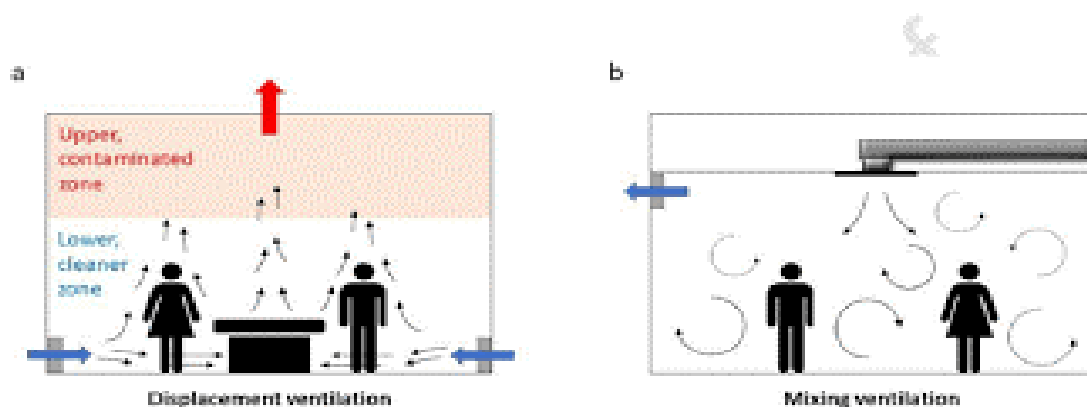 a
Upper,
contaminated
zone
Lower,
cleaner
zone
Displacement ventilation
b
Mixing ventilation